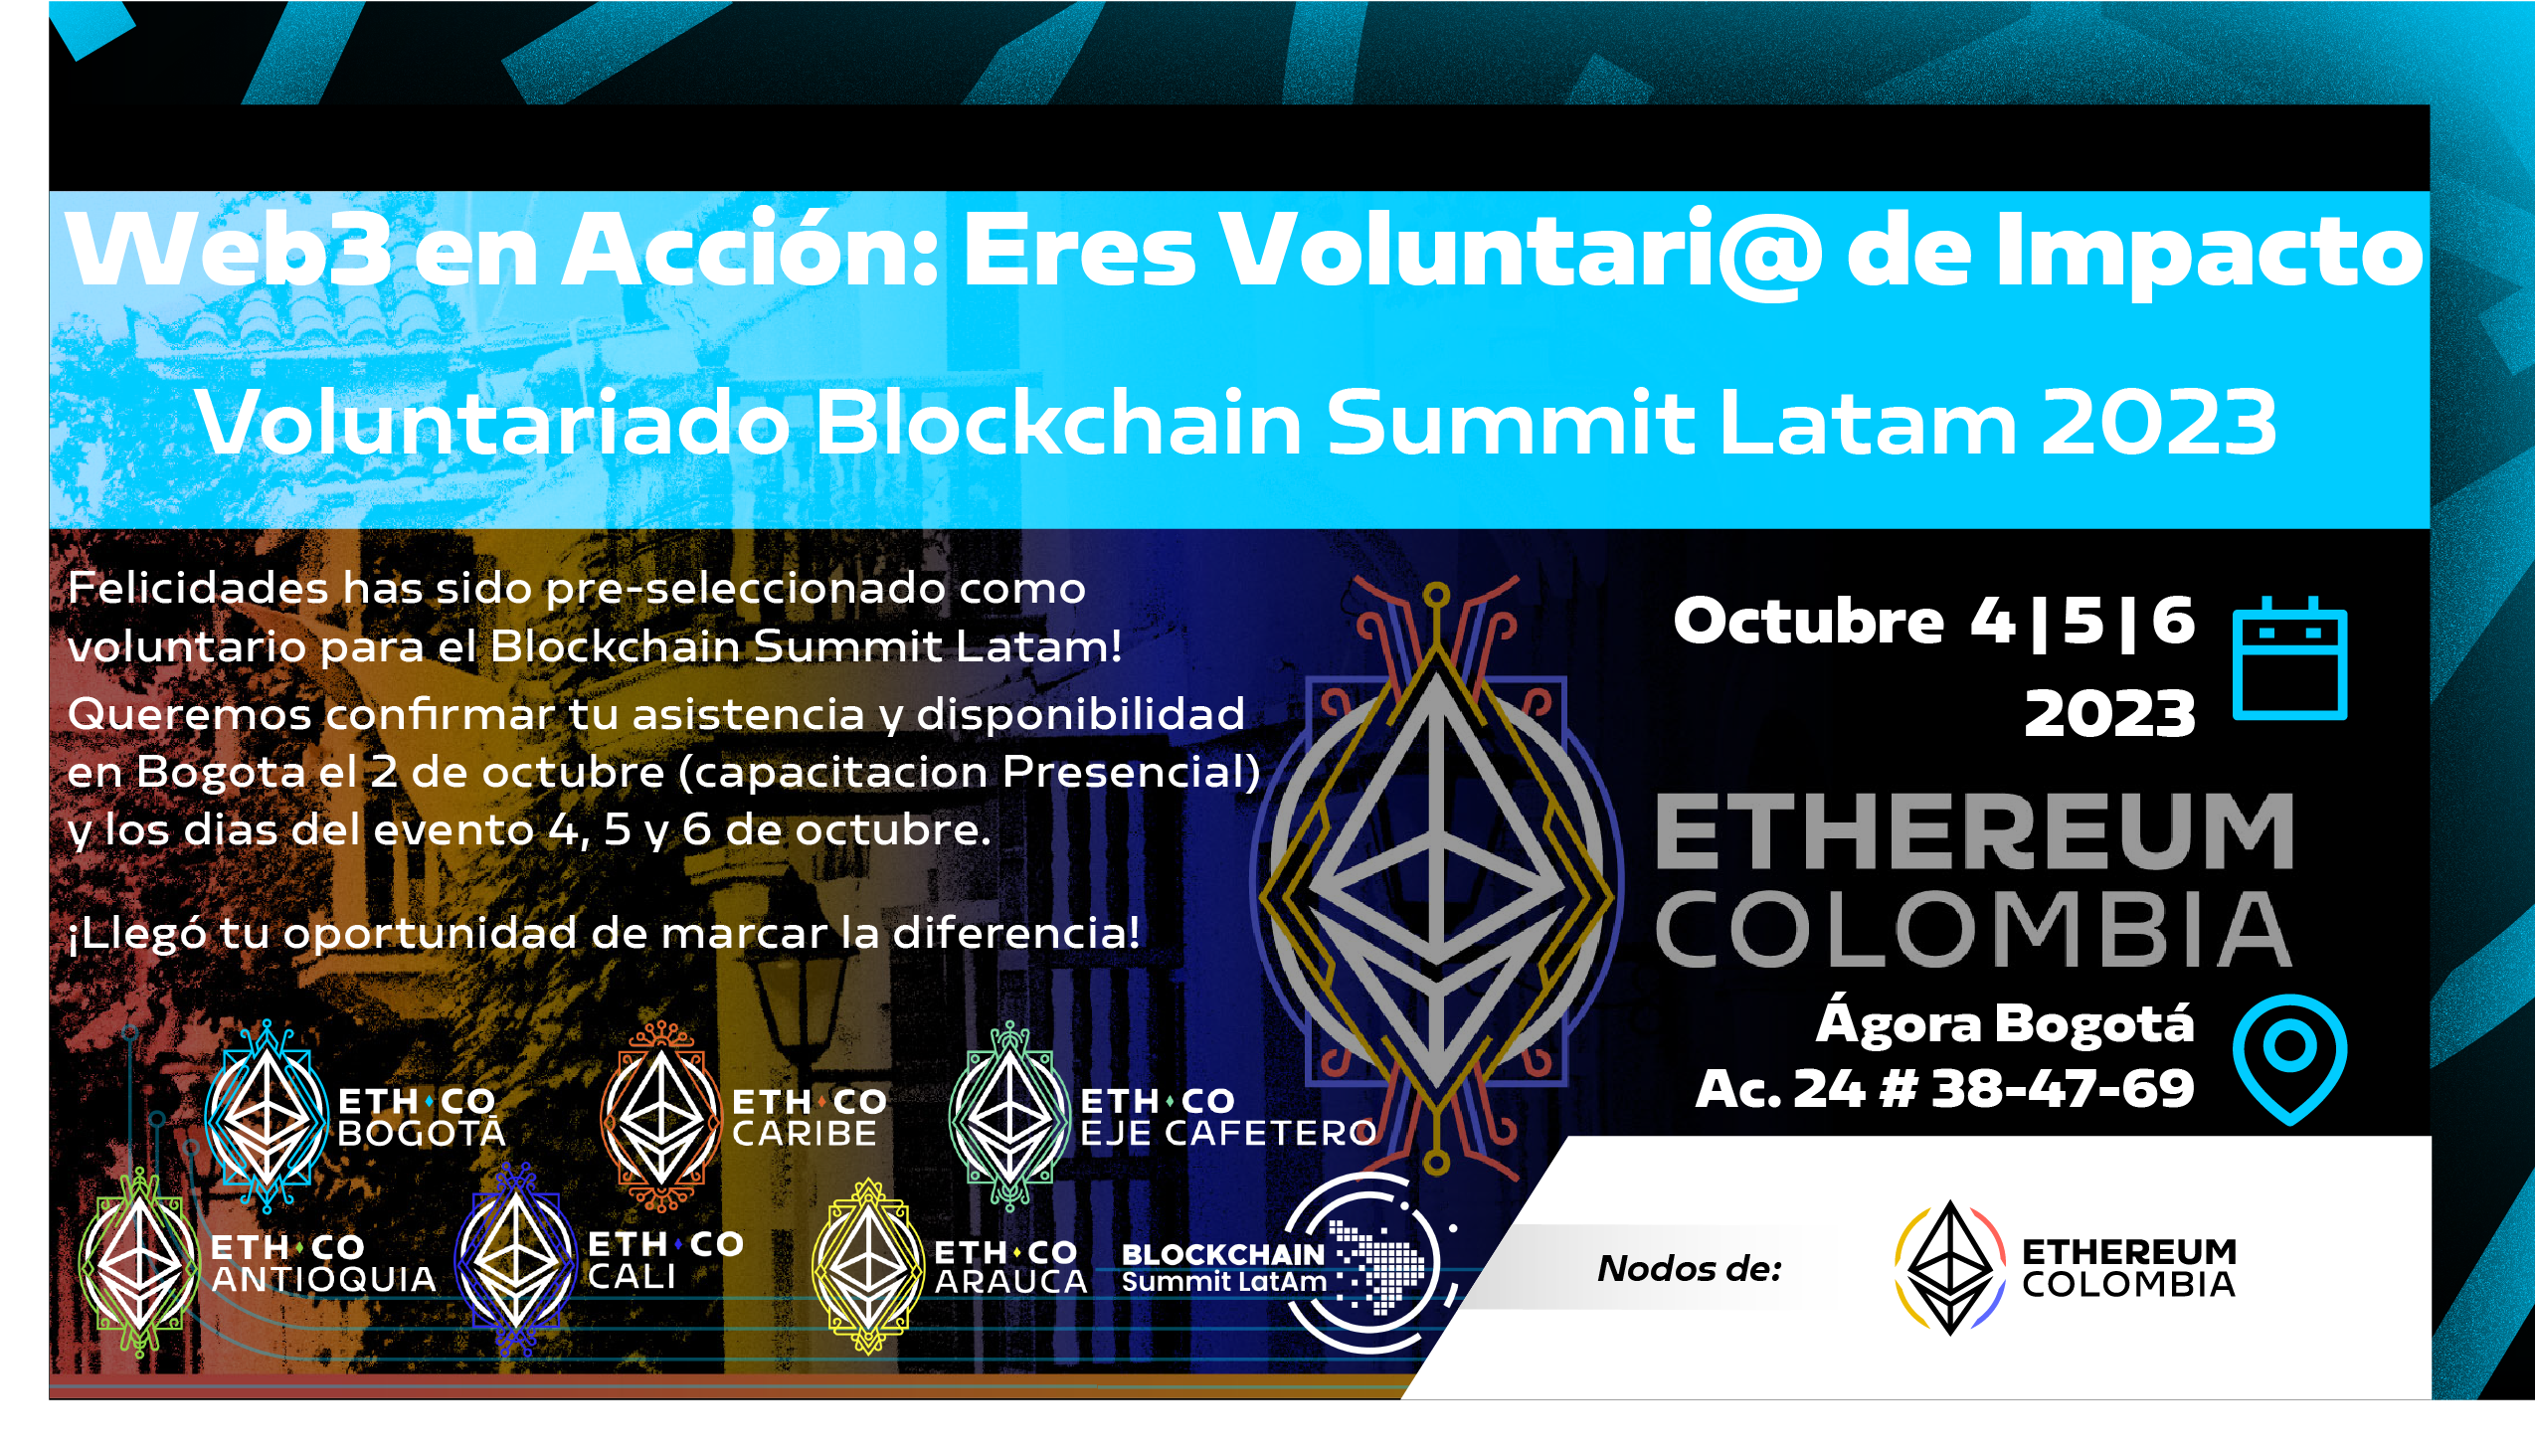 Web3 en Acción: Eres Voluntari@ de Impacto
Voluntariado Blockchain Summit Latam 2023
Felicidades has sido pre-seleccionado como
voluntario para el Blockchain Summit Latam!
Queremos confirmar tu asistencia y disponibilidad
en Bogota el 2 de octubre (capacitacion Presencial)
y los dias del evento 4, 5 y 6 de octubre.
¡Llegó tu oportunidad de marcar la diferencia!
Octubre 4 | 5 | 6
2023
ETHEREUM
COLOMBIA
Ágora Bogotá
Ac. 24 # 38-47-69
ETH CO
BOGOTÁ
ETH CO
CARIBE
ETH CO
EJE CAFETERO
ETH CO
ANTIOQUIA
ETH CO
CALI
ETH CO
ARAUCA
BLOCKCHAIN
Summit LatAm
Nodos de:
ETHEREUM
COLOMBIA